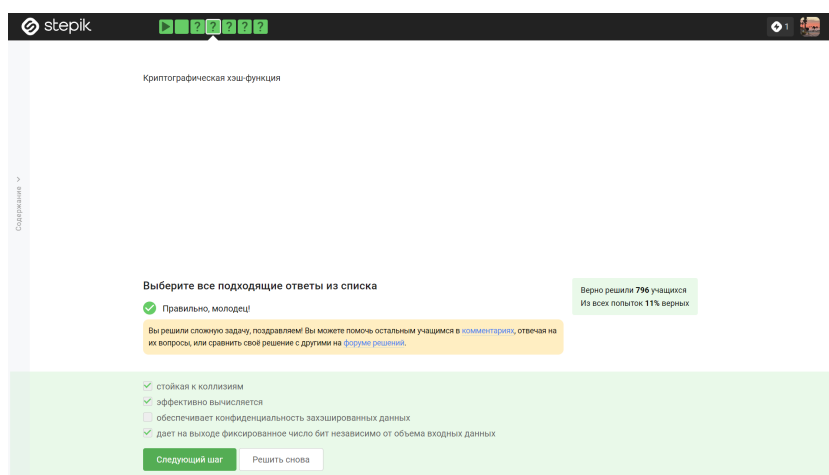 stepik
? ? ? ? ?
1
Криптографическая хэш-функция
Содержание
Выберите все подходящие ответы из списка
Правильно, молодец!
Верно решили 796 учащихся
Из всех попыток 11% верных
Вы решили сложную задачу, поздравляем! Вы можете помочь остальным учащимся в комментариях, отвечая на
их вопросы, или сравнить своё решение с другими на форуме решений.
стойкая к коллизиям
эффективно вычисляется
обеспечивает конфиденциальность захэшированных данных
дает на выходе фиксированное число бит независимо от объема входных данных
Следующий шаг
Решить снова